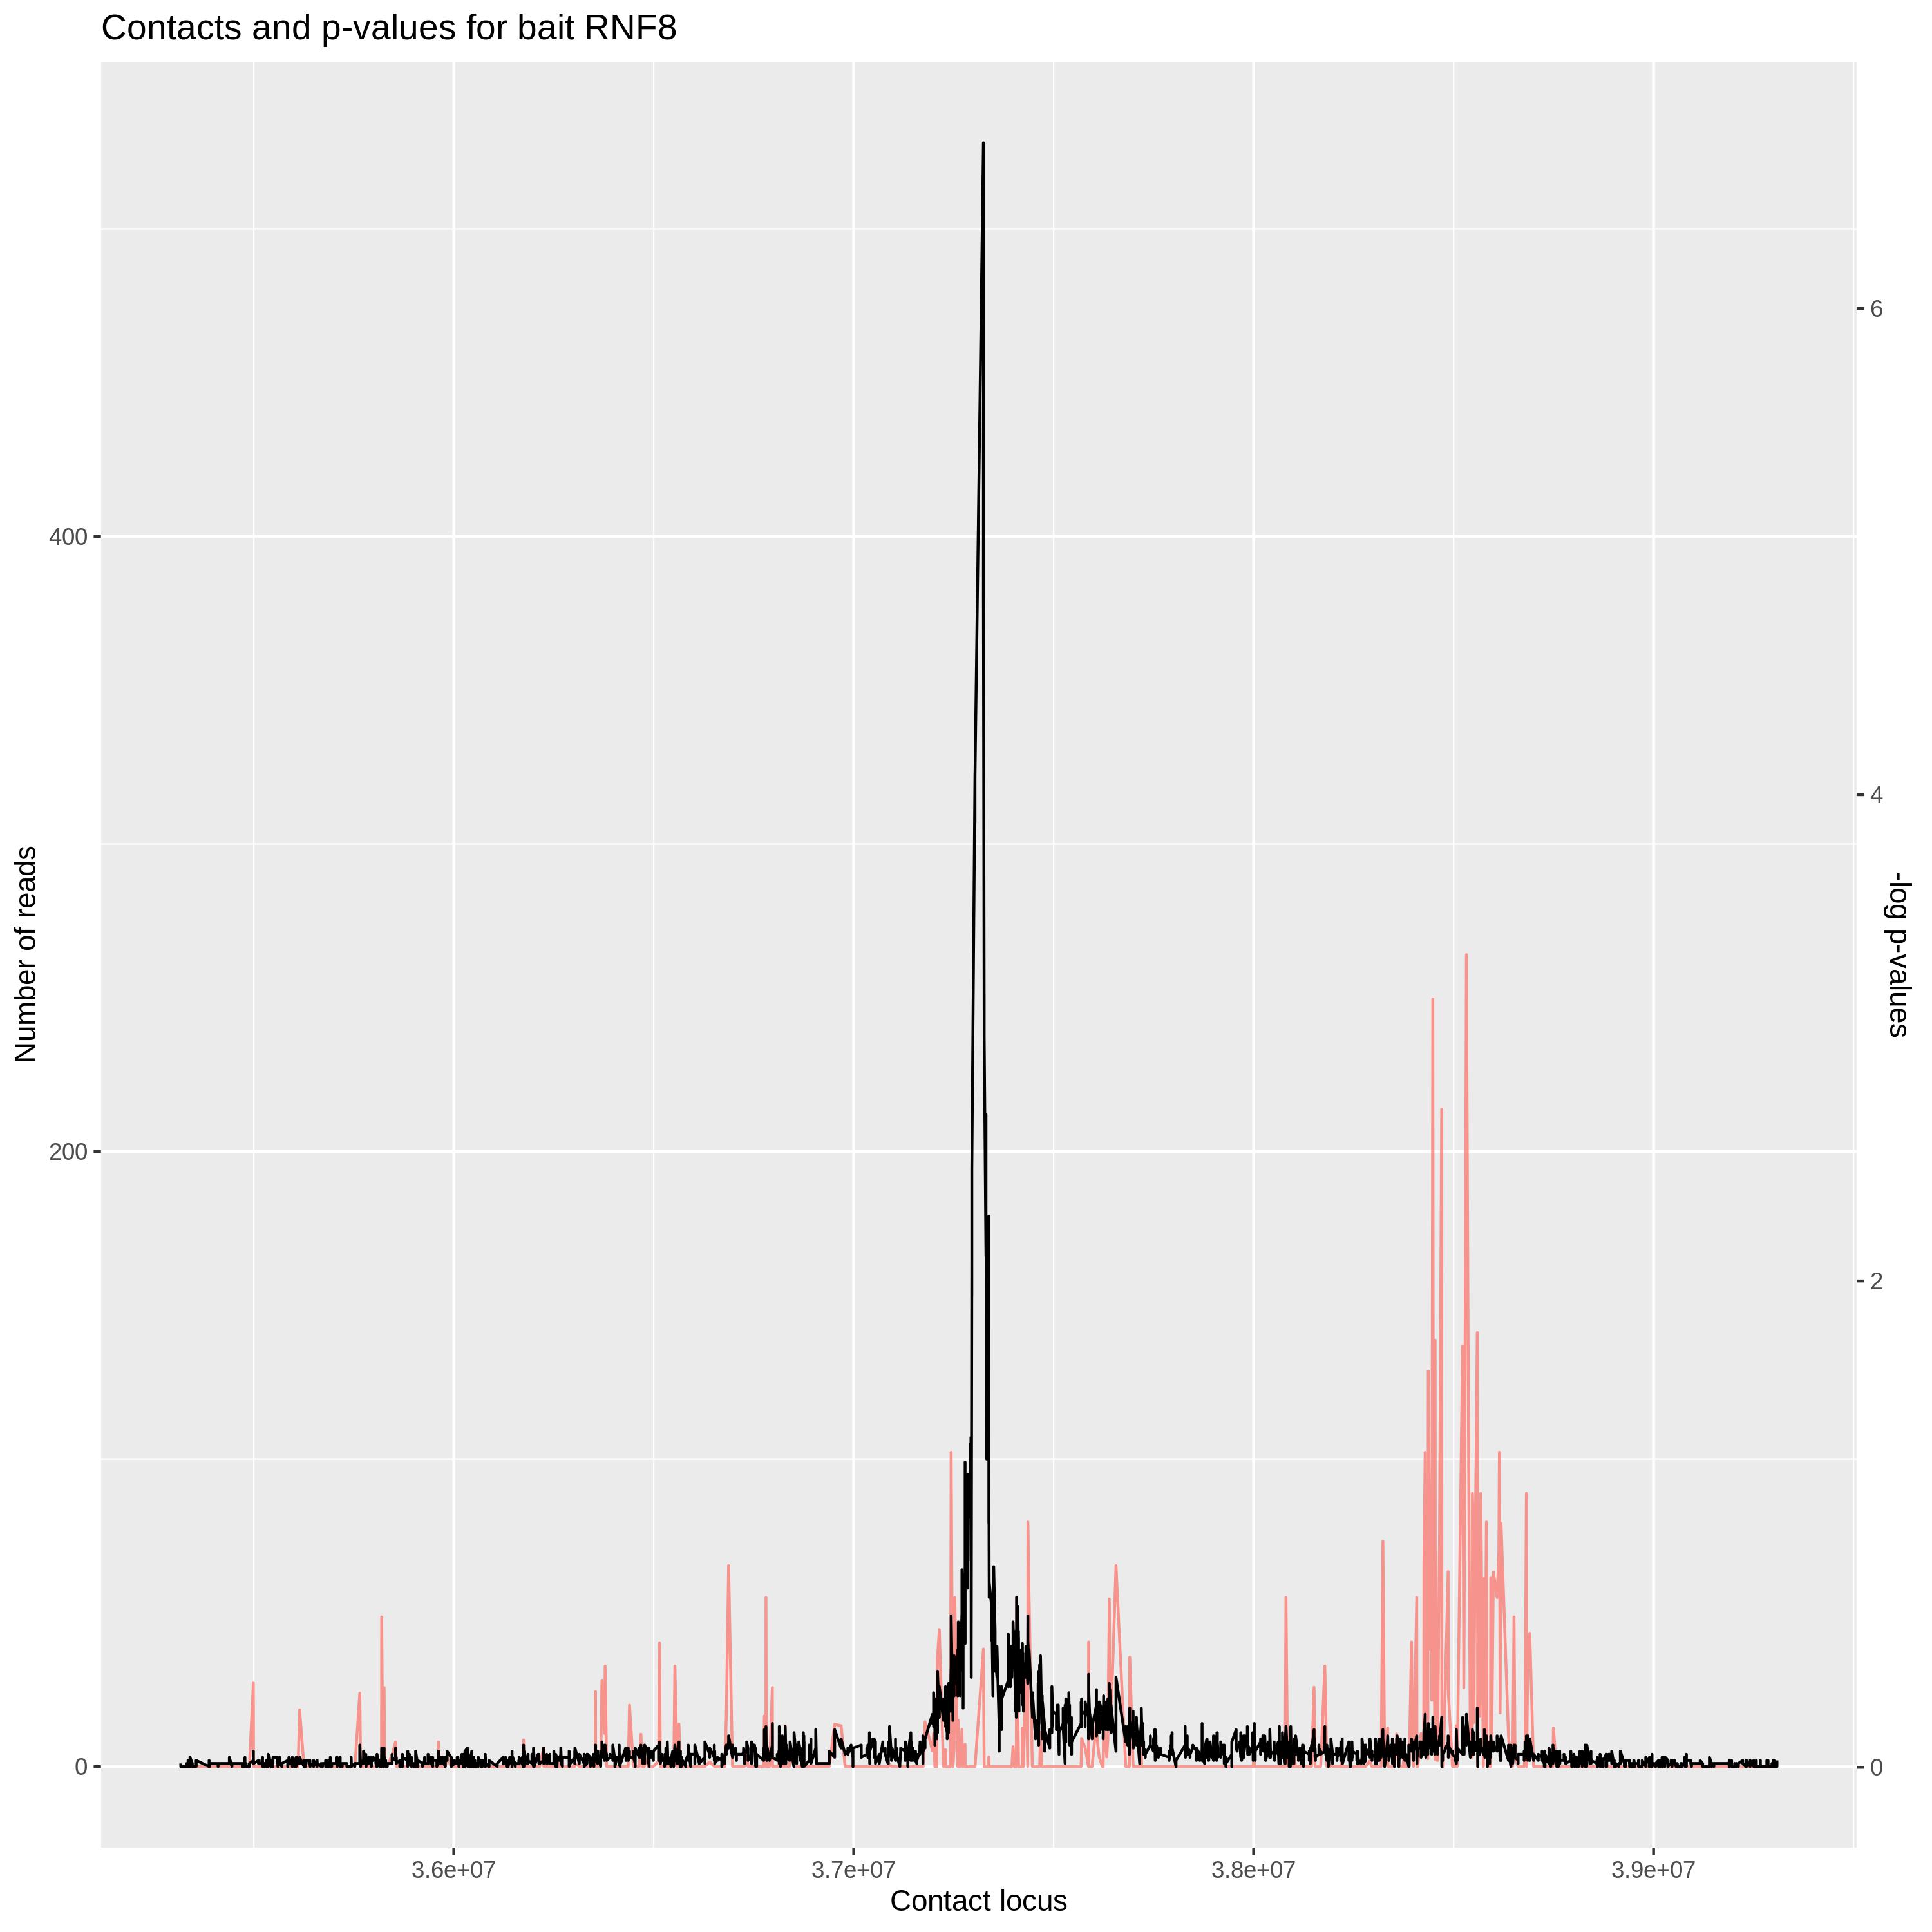 Contacts and p-values for bait RNF8
Number of reads
400
200
0
6
4
2
0
-log p-values
3.6e+07
3.7e+07
3.8e+07
3.9e+07
Contact locus